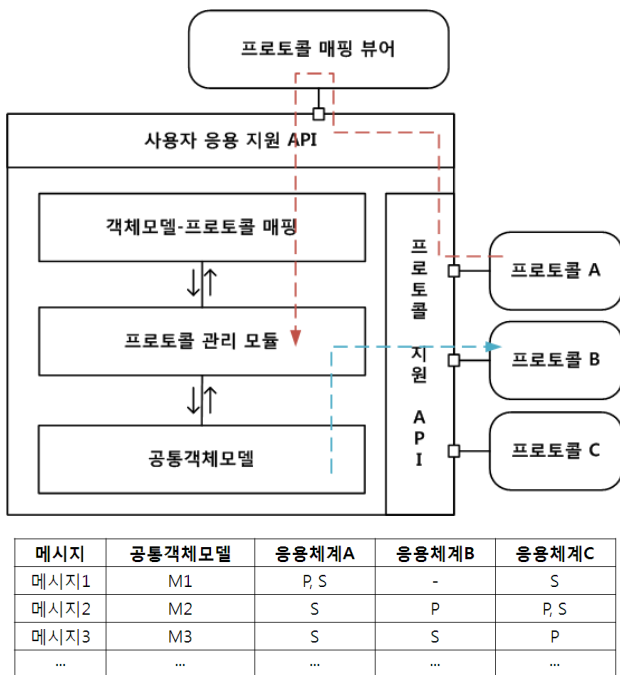 프로토콜 매핑 뷰어
사용자 응용 지원 API
객체모델-프로토콜 매핑
프로토콜 관리 모듈
공통객체모델
프로토콜 지원 API
프로토콜 A
프로토콜 B
프로토콜 C
메시지 공통객체모델 응용체계A 응용체계B 응용체계C
메시지1 M1 P, S - S
메시지2 M2 S P P, S
메시지3 M3 S S P
... ... ... ... ...